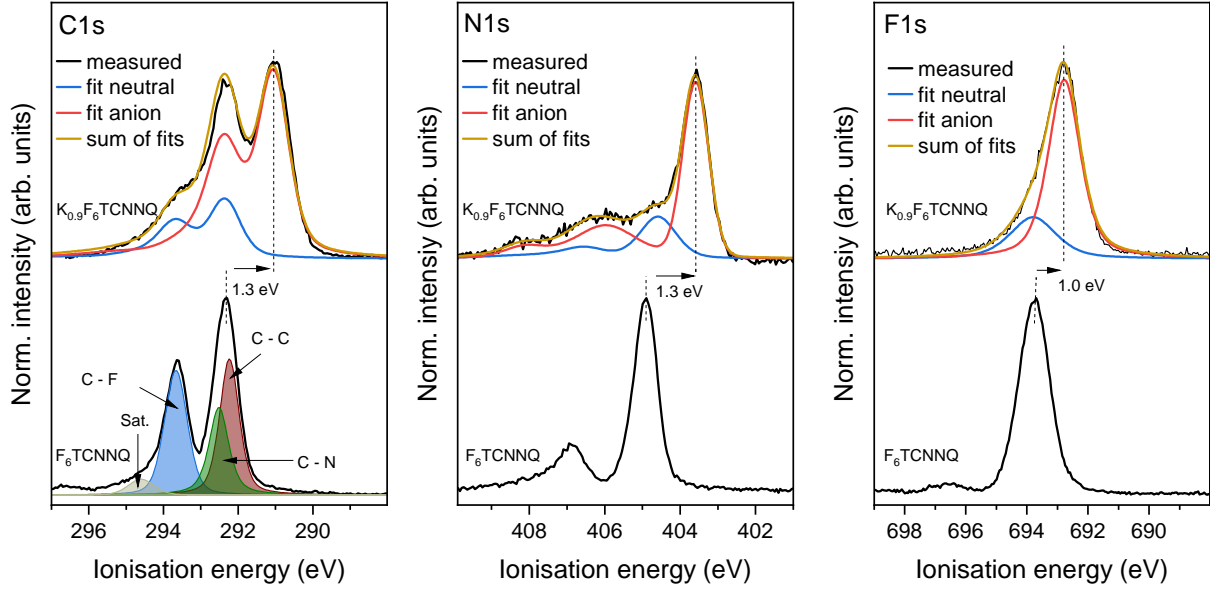 C1s
measured
fit neutral
fit anion
sum of fits
K0.9F6TCNNQ
1.3 eV
C - C
C - F
Sat.
F6TCNNQ
C - N
296 294 292 290
Ionisation energy (eV)
Norm. intensity (arb. units)
N1s
measured
fit neutral
fit anion
sum of fits
K0.9F6TCNNQ
1.3 eV
F6TCNNQ
408 406 404 402
Ionisation energy (eV)
Norm. intensity (arb. units)
F1s
measured
fit neutral
fit anion
sum of fits
K0.9F6TCNNQ
1.0 eV
F6TCNNQ
698 696 694 692 690
Ionisation energy (eV)
Norm. intensity (arb. units)